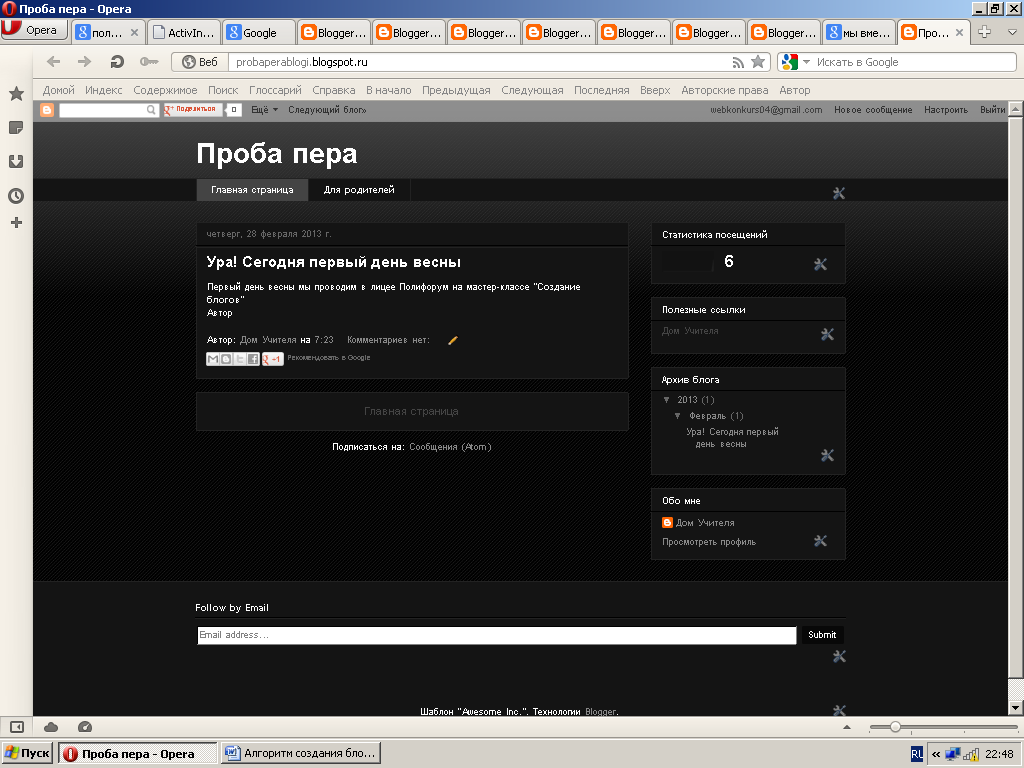 Проба пера - Opera
Opera
пол...
ActivIn...
Google
Blogger...
Blogger...
Blogger...
Blogger...
Blogger...
Blogger...
Blogger...
мы вме...
Про...
Веб
probaperablogi.blogspot.ru
Искать в Google
Домой Индекс Содержимое Поиск Глоссарий Справка В начало Предыдущая Следующая Последняя Вверх Авторские права Автор
Поделиться 0 Ещё Следующий блог»
webkonkurs04@gmail.com Новое сообщение Настроить Выйти
Проба пера
Главная страница Для родителей
четверг, 28 февраля 2013 г.
Ура! Сегодня первый день весны
Первый день весны мы проводим в лицее Полифорум на мастер-классе "Создание
блогов"
Автор
Автор: Дом Учителя на 7:23 Комментариев нет:
+1 Рекомендовать в Google
Главная страница
Подписаться на: Сообщения (Atom)
Статистика посещений
6
Полезные ссылки
Дом Учителя
Архив блога
▼ 2013 (1)
▼ Февраль (1)
Ура! Сегодня первый
день весны
Обо мне
Дом Учителя
Просмотреть профиль
Follow by Email
Email address...
Submit
Шаблон "Awesome Inc.". Технологии Blogger.
Пуск
Проба пера - Opera
Алгоритм создания бло...
RU
«
22:48